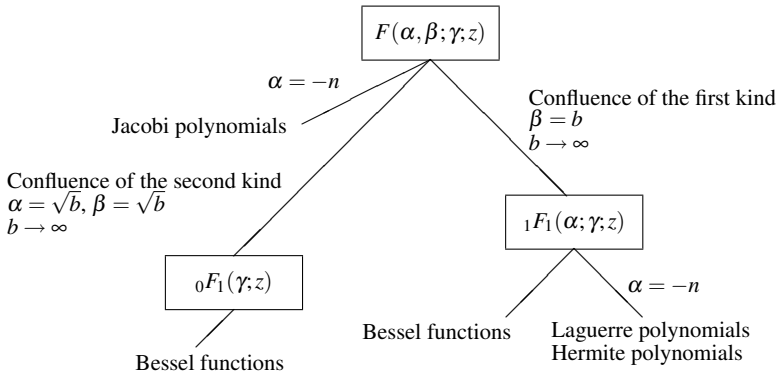 F(α, β; γ; z)
α = −n
Jacobi polynomials
Confluence of the first kind
β = b
b → ∞
Confluence of the second kind
α = √b, β = √b
b → ∞
₁F₁(α; γ; z)
₀F₁(γ; z)
α = −n
Bessel functions
Laguerre polynomials
Hermite polynomials
Bessel functions